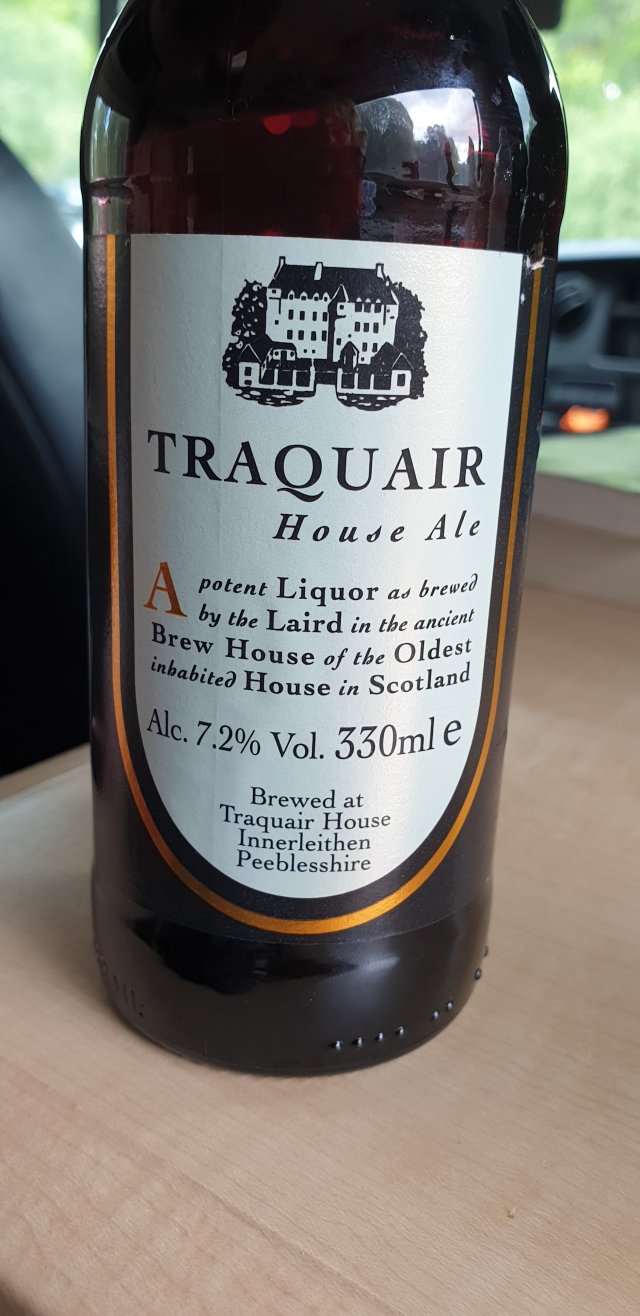 TRAQUAIR
House Ale
A potent Liquor as brewed
by the Laird in the ancient
Brew House of the Oldest
inhabited House in Scotland
Alc. 7.2% Vol. 330ml e
Brewed at
Traquair House
Innerleithen
Peeblesshire